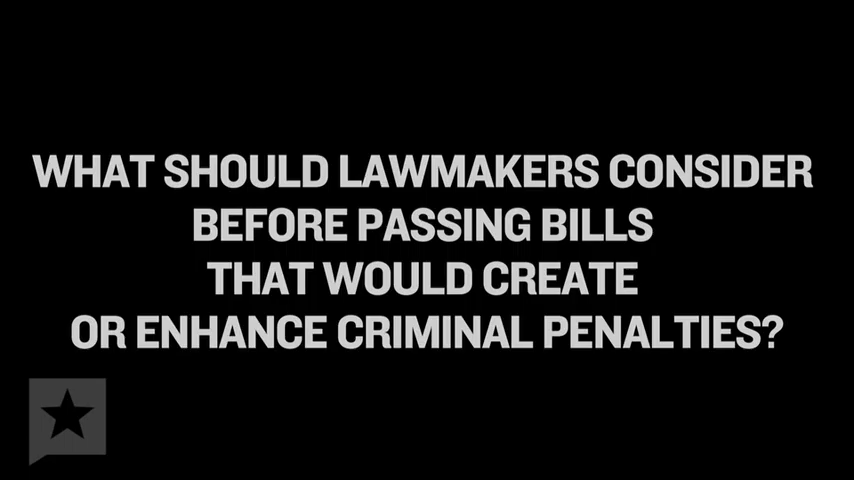 WHAT SHOULD LAWMAKERS CONSIDER
BEFORE PASSING BILLS
THAT WOULD CREATE
OR ENHANCE CRIMINAL PENALTIES?